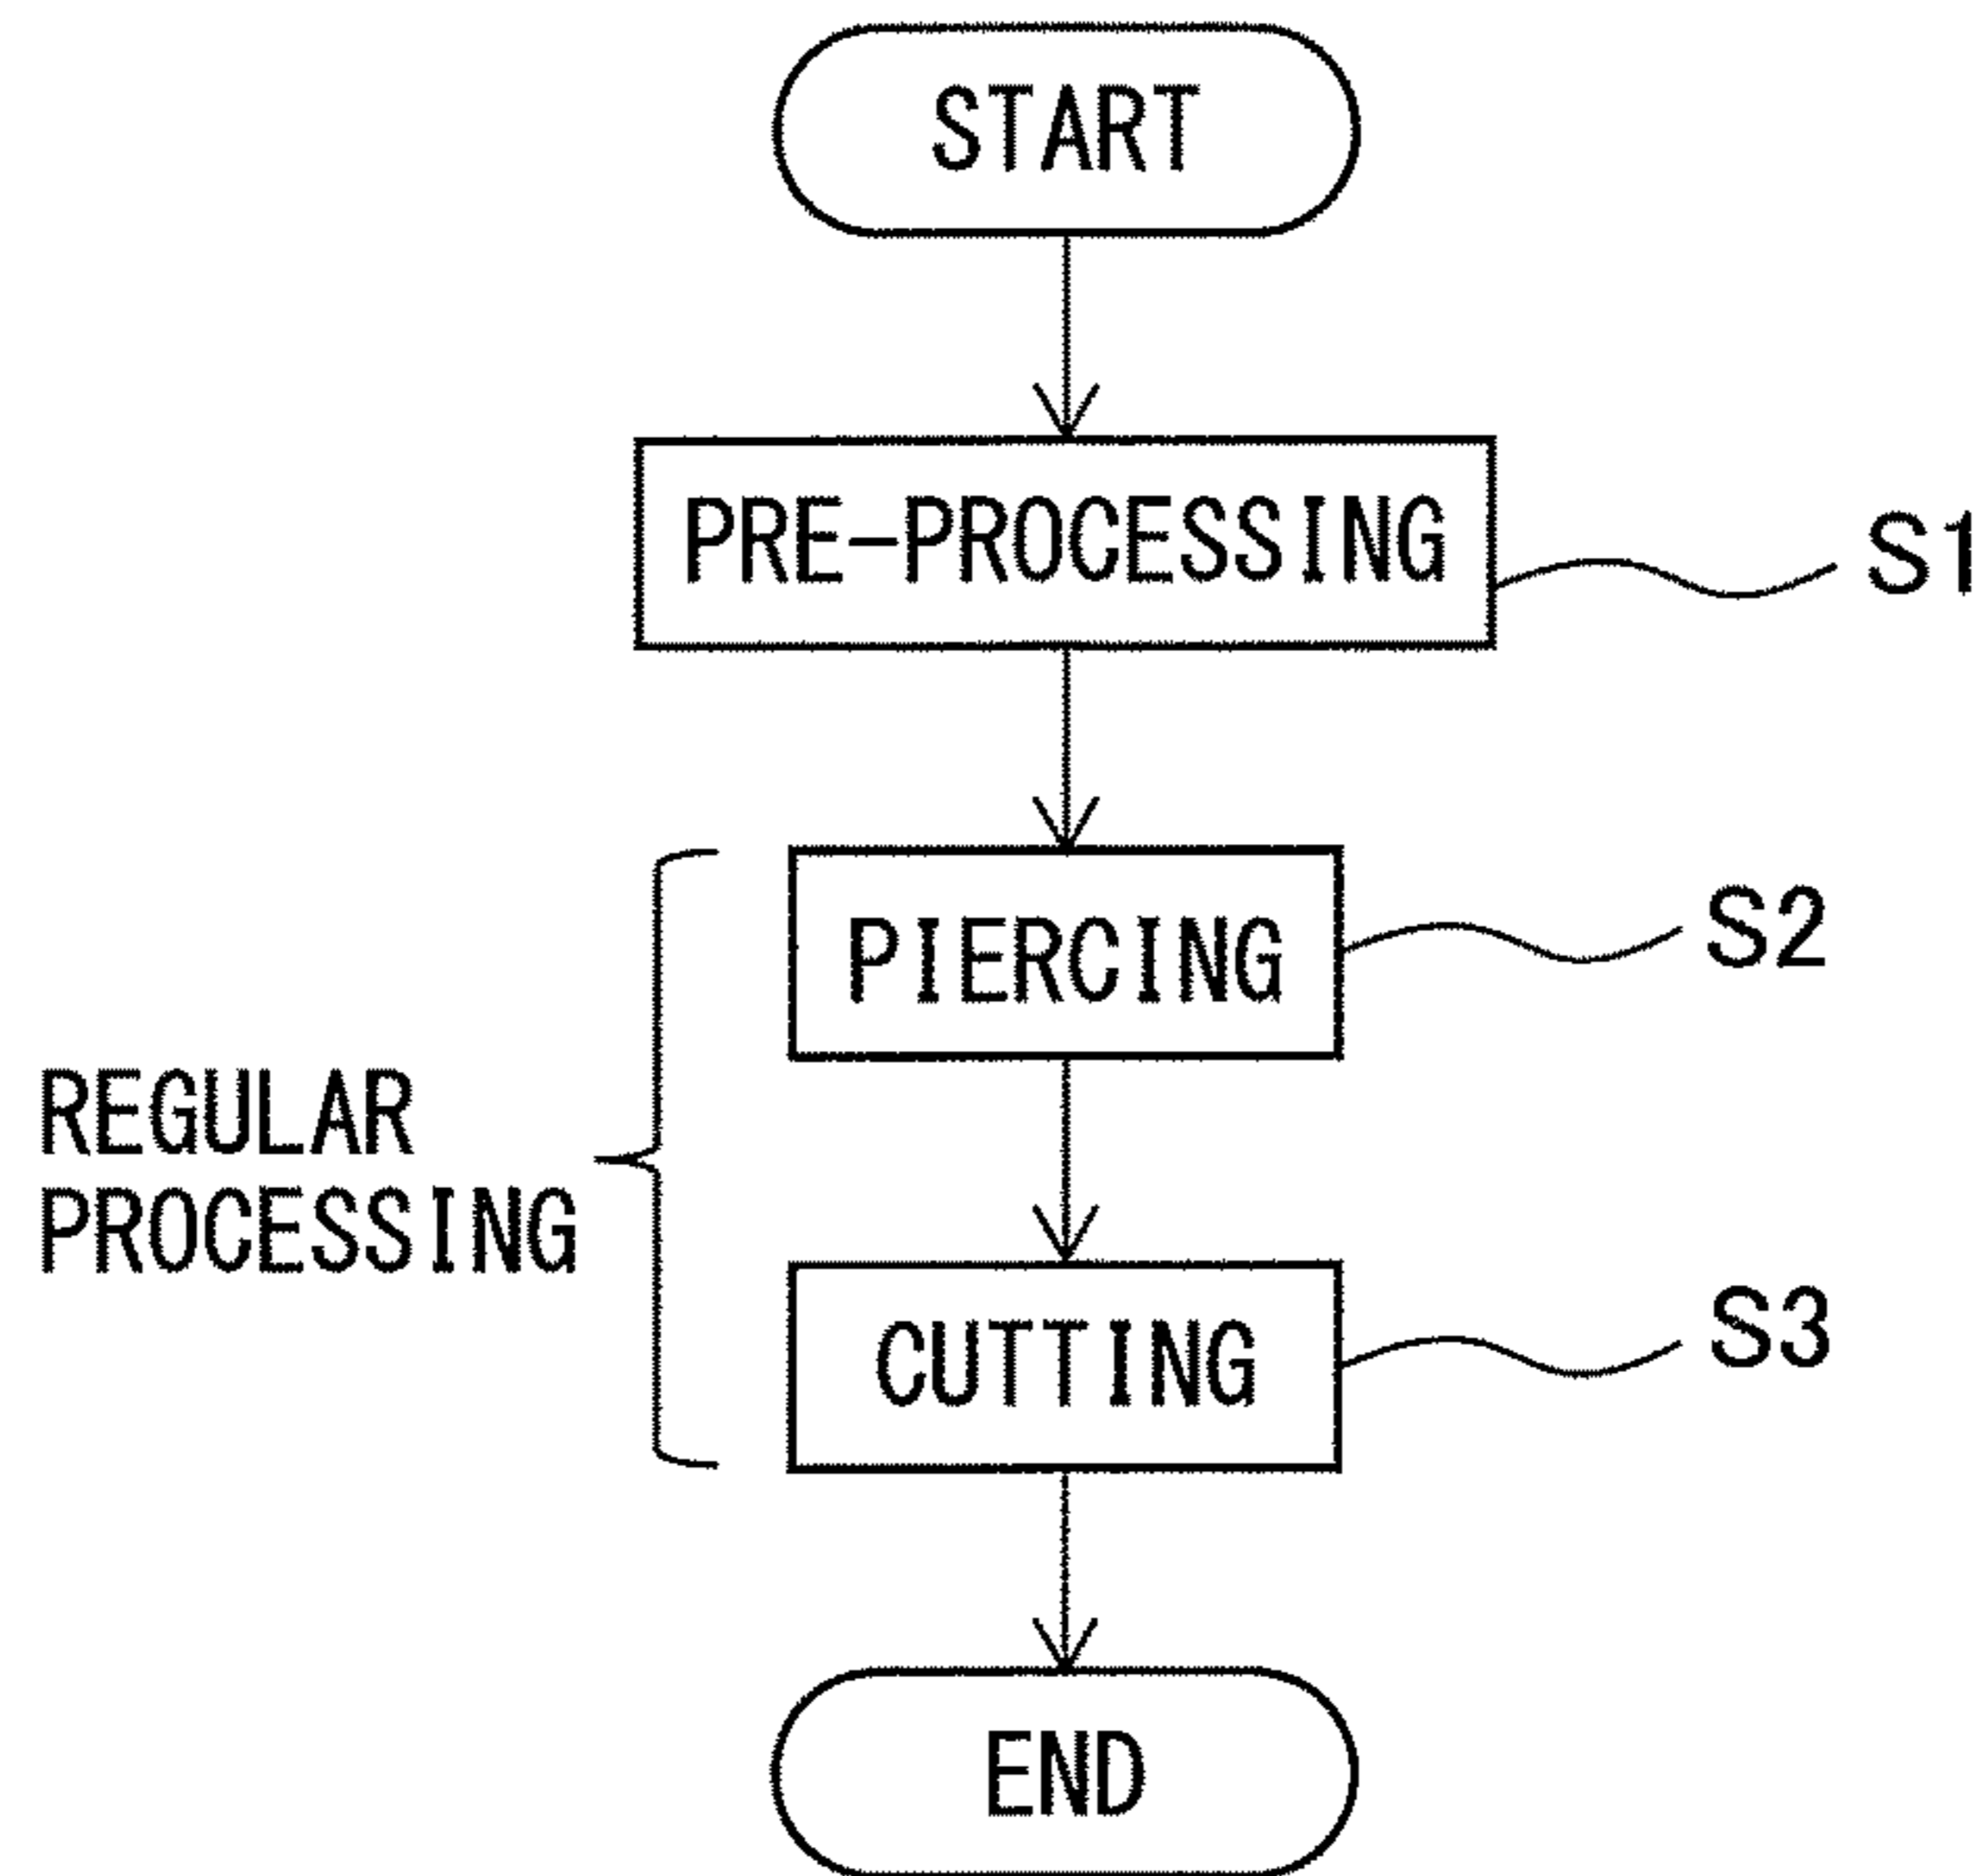 START
PRE-PROCESSING
S1
PIERCING
S2
REGULAR
PROCESSING
CUTTING
S3
END